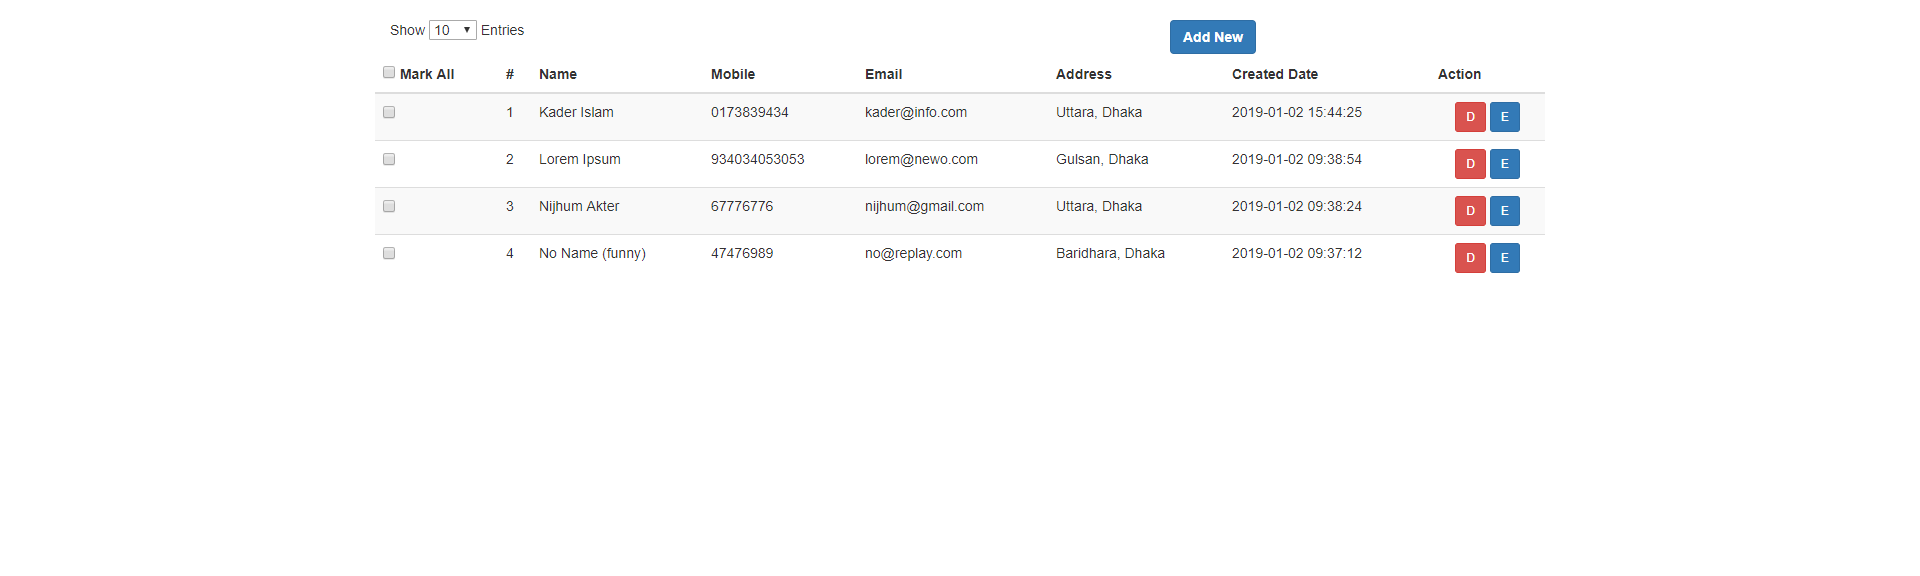 Show 10 Entries Add New
Mark All # Name Mobile Email Address Created Date Action
1 Kader Islam 0173839434 kader@info.com Uttara, Dhaka 2019-01-02 15:44:25 D E
2 Lorem Ipsum 934034053053 lorem@newo.com Gulsan, Dhaka 2019-01-02 09:38:54 D E
3 Nijhum Akter 67776776 nijhum@gmail.com Uttara, Dhaka 2019-01-02 09:38:24 D E
4 No Name (funny) 47476989 no@replay.com Baridhara, Dhaka 2019-01-02 09:37:12 D E